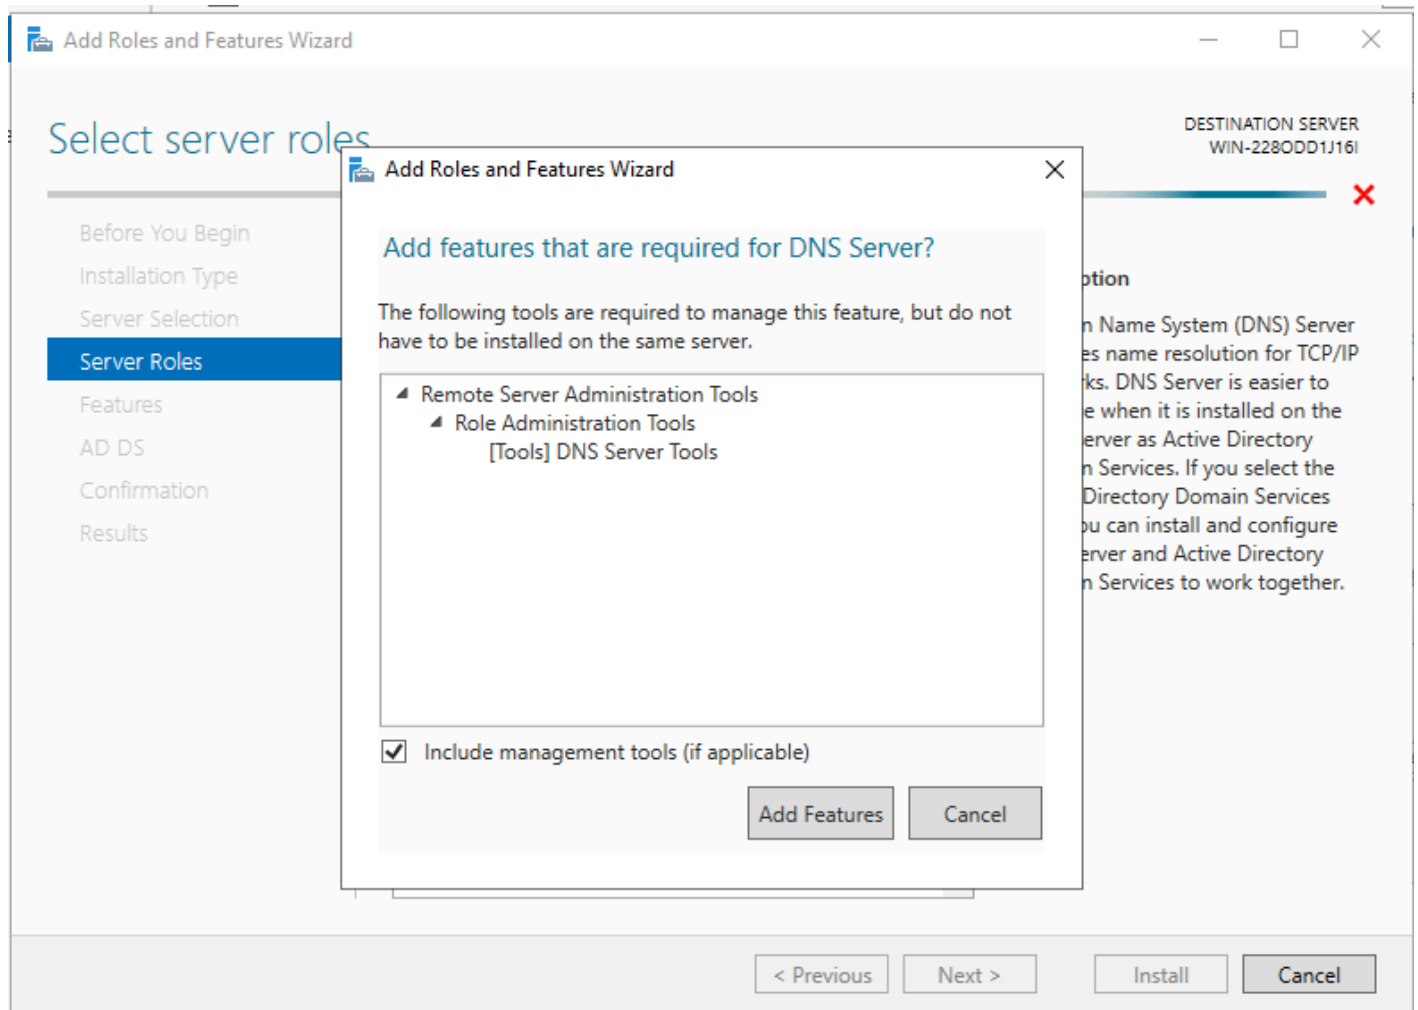 Add Roles and Features Wizard
Select server roles
DESTINATION SERVER
WIN-228ODD1J16I
Before You Begin
Installation Type
Server Selection
Server Roles
Features
AD DS
Confirmation
Results
Add Roles and Features Wizard
Add features that are required for DNS Server?
The following tools are required to manage this feature, but do not
have to be installed on the same server.
Remote Server Administration Tools
Role Administration Tools
[Tools] DNS Server Tools
Include management tools (if applicable)
Add Features
Cancel
ption
n Name System (DNS) Server
es name resolution for TCP/IP
rks. DNS Server is easier to
e when it is installed on the
erver as Active Directory
n Services. If you select the
Directory Domain Services
ou can install and configure
erver and Active Directory
n Services to work together.
< Previous
Next >
Install
Cancel